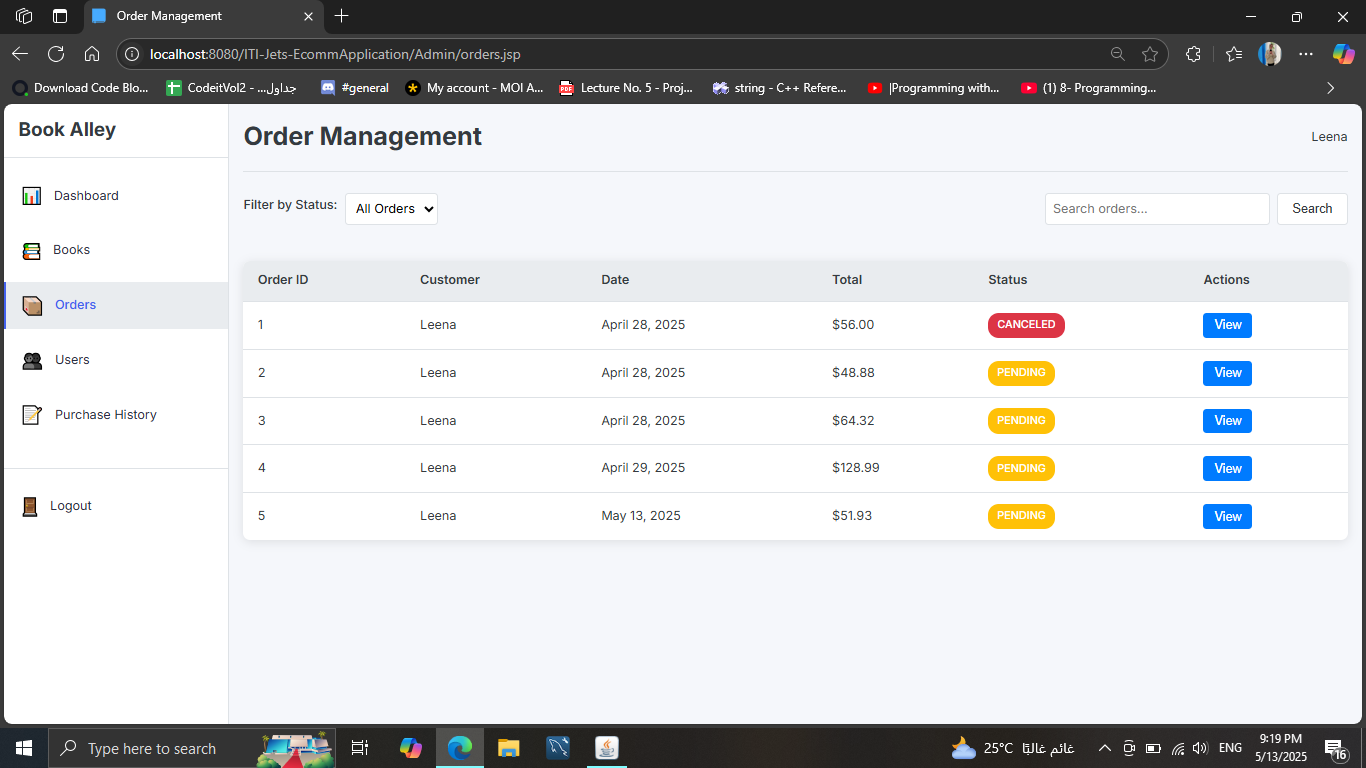 Order Management
localhost:8080/ITI-Jets-EcommApplication/Admin/orders.jsp
Download Code Blo...
CodeitVol2 - ...جداول
#general
My account - MOI A...
Lecture No. 5 - Proj...
string - C++ Refere...
|Programming with...
(1) 8- Programming...
Book Alley
Order Management
Leena
Dashboard
Books
Orders
Users
Purchase History
Logout
Filter by Status: All Orders
Search orders... Search
Order ID Customer Date Total Status Actions
1 Leena April 28, 2025 $56.00 CANCELED View
2 Leena April 28, 2025 $48.88 PENDING View
3 Leena April 28, 2025 $64.32 PENDING View
4 Leena April 29, 2025 $128.99 PENDING View
5 Leena May 13, 2025 $51.93 PENDING View
Type here to search
25°C غائم غالبًا
ENG
9:19 PM
5/13/2025
16